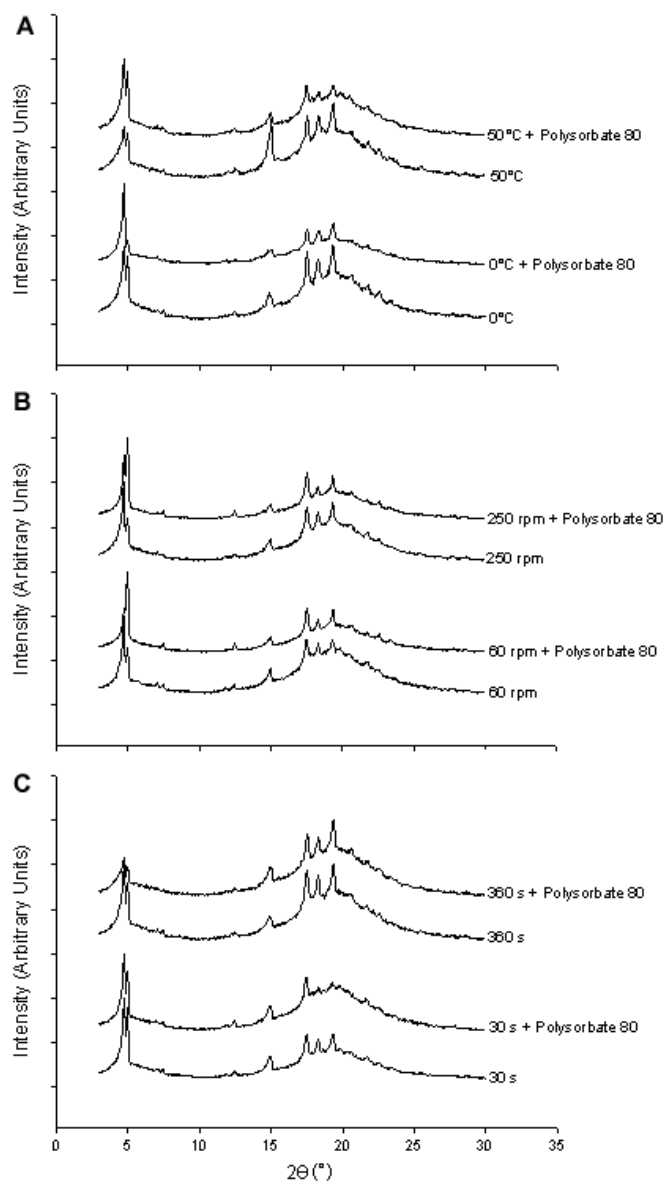 A
Intensity (Arbitrary Units)
50°C + Polysorbate 80
50°C
0°C + Polysorbate 80
0°C
B
Intensity (Arbitrary Units)
250 rpm + Polysorbate 80
250 rpm
60 rpm + Polysorbate 80
60 rpm
C
Intensity (Arbitrary Units)
360 s + Polysorbate 80
360 s
30 s + Polysorbate 80
30 s
0 5 10 15 20 25 30 35
2Θ (°)